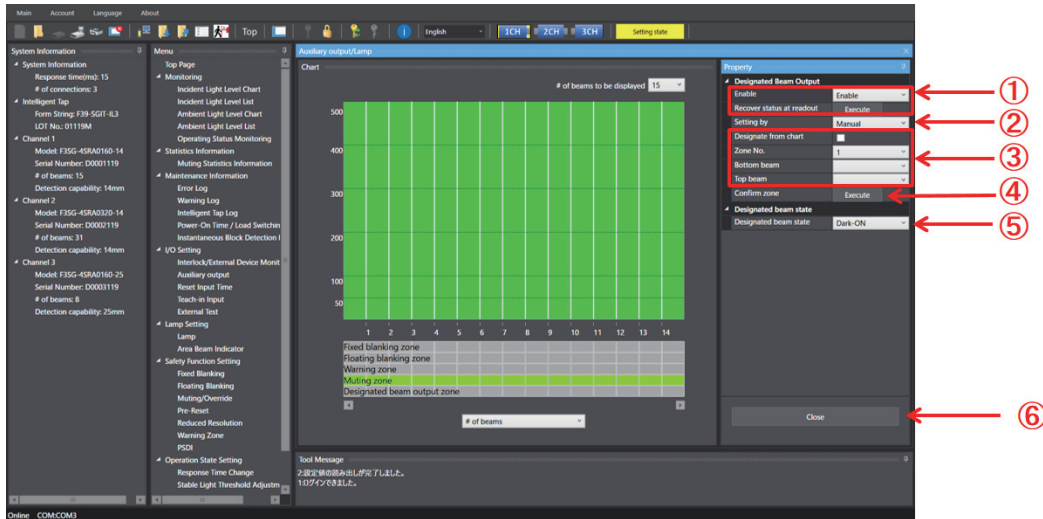 Main Account Language About
Top English 1CH 2CH 3CH Setting state
System Information
System Information
Response time(ms): 15
# of connections: 3
Intelligent Tap
Form String: F39-SGIT-IL3
LOT No.: 01119M
Channel 1
Model: F3SG-4SRA0160-14
Serial Number: D0001119
# of beams: 15
Detection capability: 14mm
Channel 2
Model: F3SG-4SRA0320-14
Serial Number: D0002119
# of beams: 31
Detection capability: 14mm
Channel 3
Model: F3SG-4SRA0160-25
Serial Number: D0003119
# of beams: 8
Detection capability: 25mm
Menu
Top Page
Monitoring
Incident Light Level Chart
Incident Light Level List
Ambient Light Level Chart
Ambient Light Level List
Operating Status Monitoring
Statistics Information
Muting Statistics Information
Maintenance Information
Error Log
Warning Log
Intelligent Tap Log
Power-On Time / Load Switchin
Instantaneous Block Detection I
I/O Setting
Interlock/External Device Monit
Auxiliary output
Reset Input Time
Teach-in Input
External Test
Lamp Setting
Lamp
Area Beam Indicator
Safety Function Setting
Fixed Blanking
Floating Blanking
Muting/Override
Pre-Reset
Reduced Resolution
Warning Zone
PSDI
Operation State Setting
Response Time Change
Stable Light Threshold Adjustm
Auxiliary output/Lamp
Chart
# of beams to be displayed 15
500
400
300
200
100
50
1 2 3 4 5 6 7 8 9 10 11 12 13 14
Fixed blanking zone
Floating blanking zone
Warning zone
Muting zone
Designated beam output zone
# of beams
Property
Designated Beam Output
Enable Enable
Recover status at readout Execute
Setting by Manual
Designate from chart
Zone No. 1
Bottom beam
Top beam
Confirm zone Execute
Designated beam state
Designated beam state Dark-ON
Close
①
②
③
④
⑤
⑥
Tool Message
2:設定値の読み出しが完了しました。
1:ログインできました。
Online COM:COM3